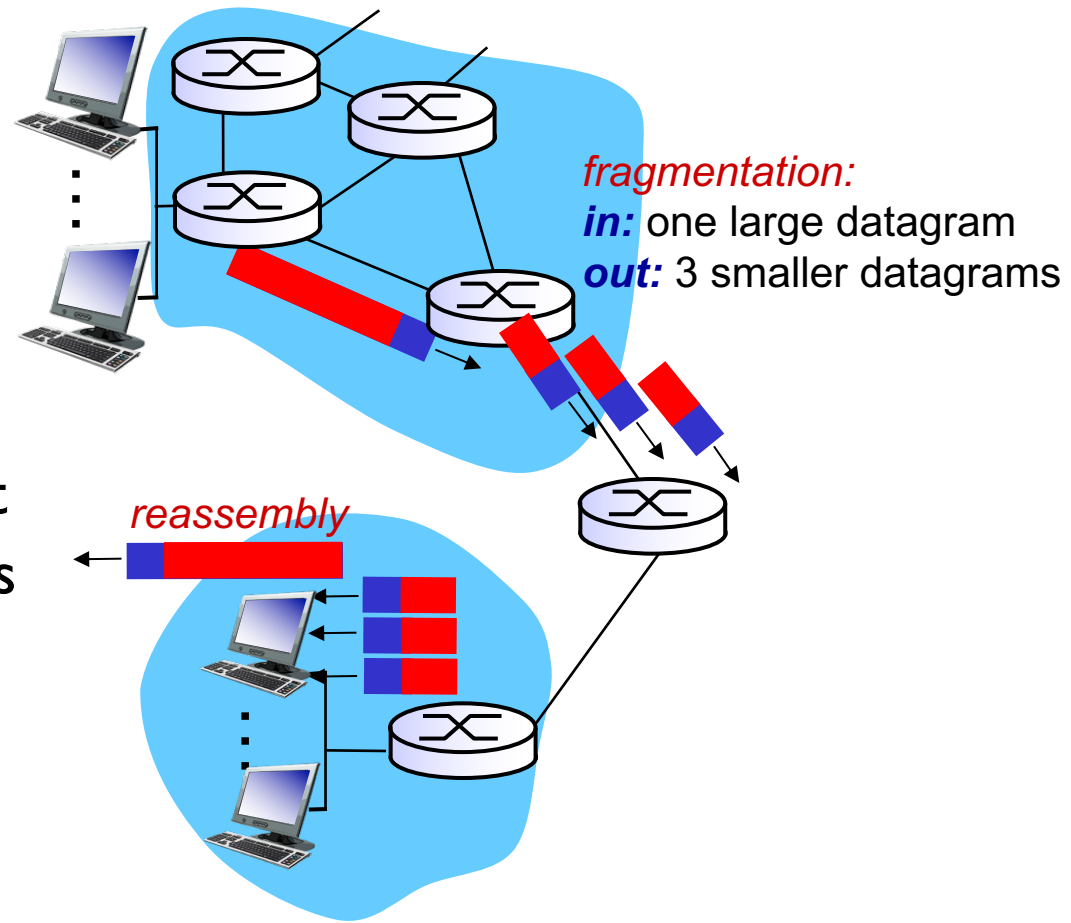 fragmentation:
in: one large datagram
out: 3 smaller datagrams
t
reassembly
s